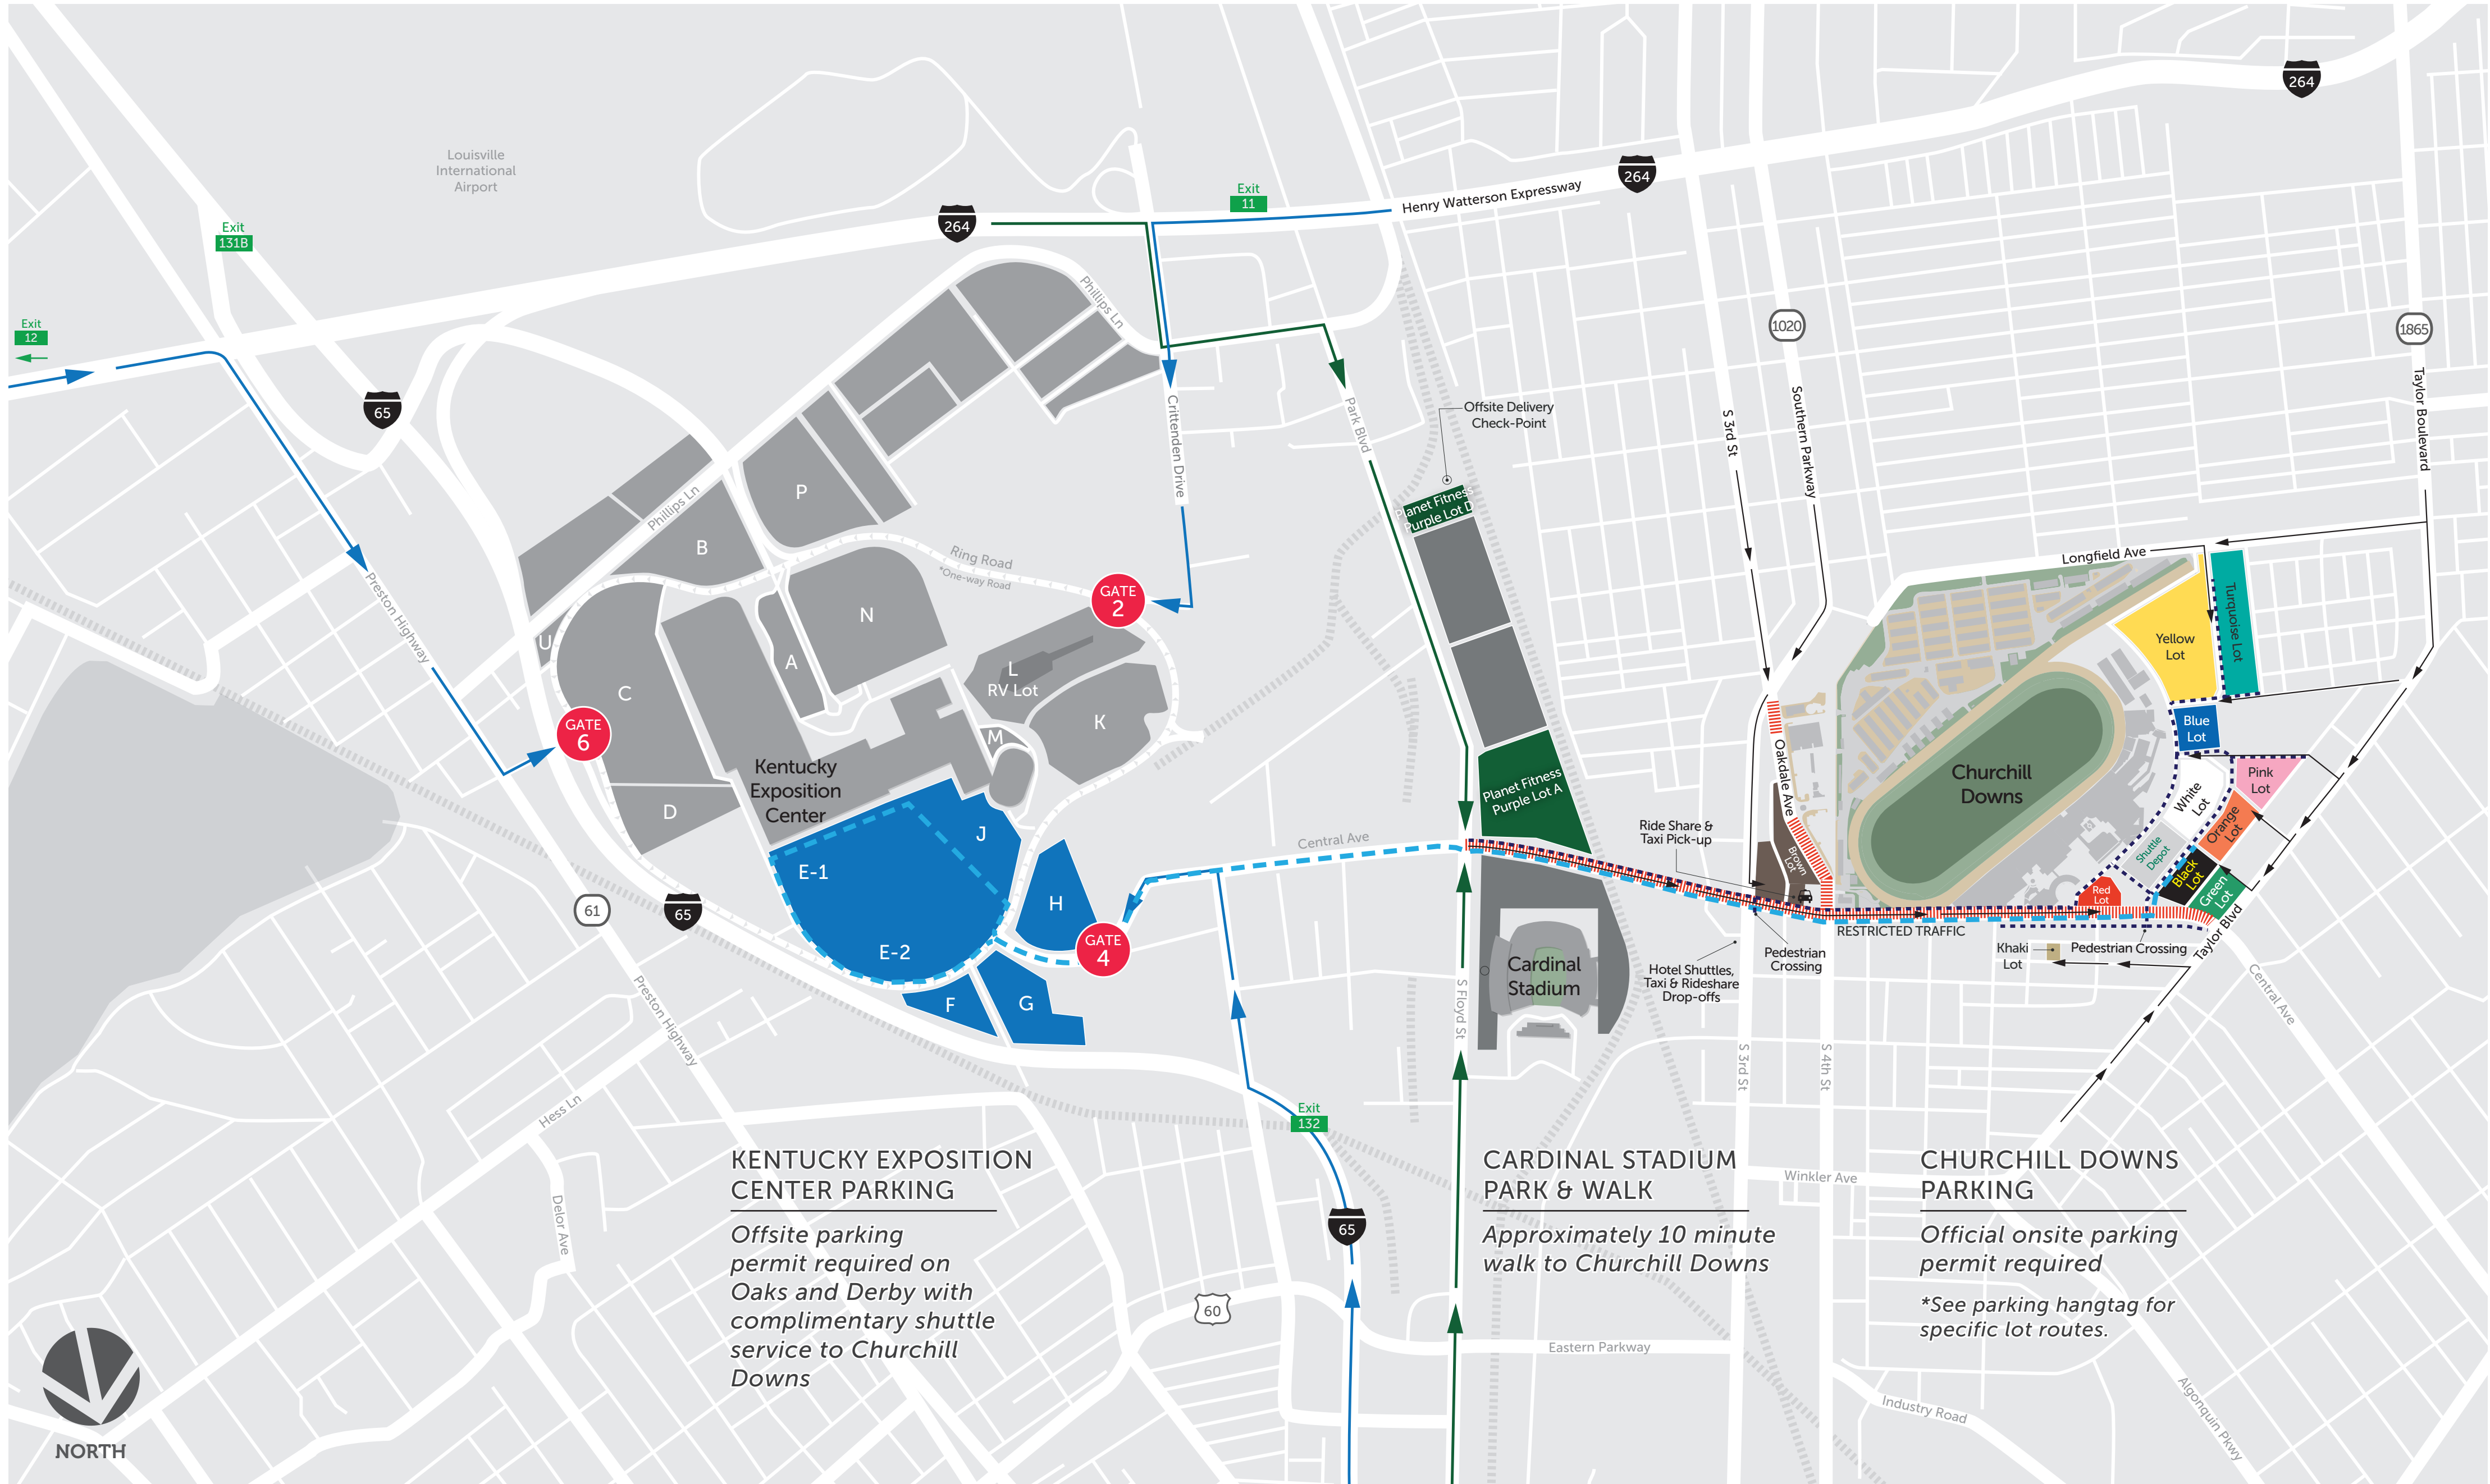 264
Louisville
International
Airport
264
Exit
11
Henry Watterson Expressway
Exit
131B
264
Phillips Ln
Exit
12
1020
1865
65
Crittenden Drive
Park Blvd
S 3rd St
Southern Parkway
Taylor Boulevard
Offsite Delivery
Check-Point
Planet Fitness
Purple Lot D
P
Phillips Ln
B
Ring Road
*One-way Road
Longfield Ave
Preston Highway
GATE
2
N
Turquoise Lot
Yellow
Lot
U
A
C
L
RV Lot
GATE
6
K
M
Blue
Lot
Oakdale Ave
Kentucky
Exposition
Center
Planet Fitness
Purple Lot A
Churchill
Downs
Pink
Lot
White
Lot
D
J
Central Ave
Ride Share &
Taxi Pick-up
Orange
Lot
Brown
Lot
Shuttle
Depot
E-1
Black
Lot
Green
Lot
Red
Lot
H
61
65
GATE
4
E-2
RESTRICTED TRAFFIC
Taylor Blvd
Cardinal
Stadium
Pedestrian
Crossing
Khaki
Lot
Pedestrian Crossing
Hotel Shuttles,
Taxi & Rideshare
Drop-offs
F
G
S Floyd St
Preston Highway
Central Ave
S 3rd St
S 4th St
Hess Ln
Exit
132
KENTUCKY EXPOSITION
CENTER PARKING
Offsite parking
permit required on
Oaks and Derby with
complimentary shuttle
service to Churchill
Downs
CARDINAL STADIUM
PARK & WALK
Approximately 10 minute
walk to Churchill Downs
Winkler Ave
CHURCHILL DOWNS
PARKING
Official onsite parking
permit required
*See parking hangtag for
specific lot routes.
Delor Ave
65
60
Eastern Parkway
Industry Road
Algonquin Pkwy
NORTH